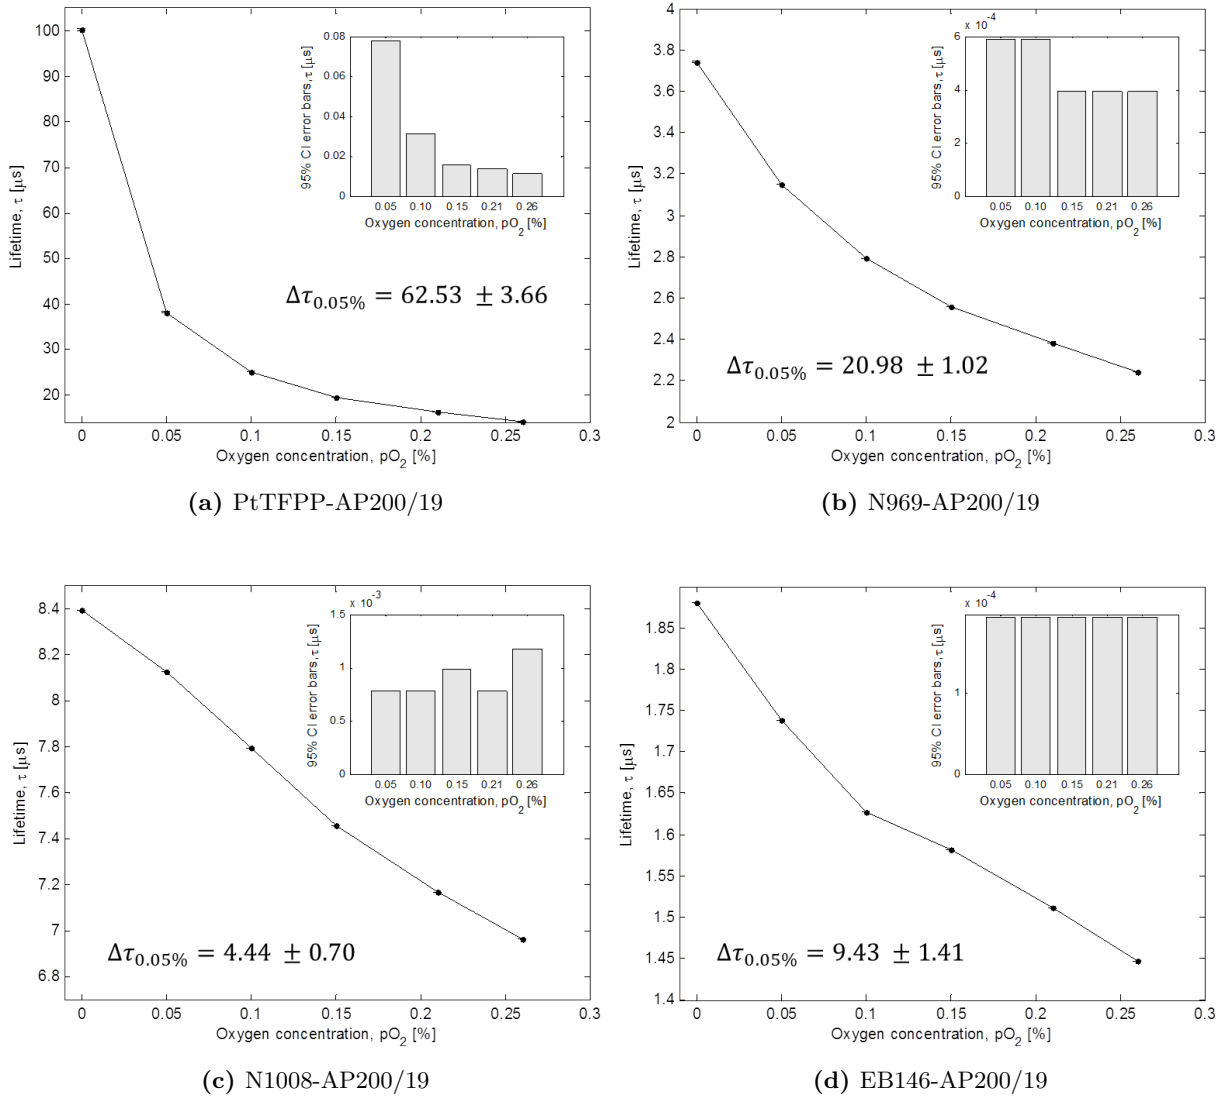 100
90
80
70
60
50
40
30
20
Lifetime, τ [μs]
0 0.05 0.1 0.15 0.2 0.25 0.3
Oxygen concentration, pO2 [%]
0.08
0.06
0.04
0.02
0
95% CI error bars, τ [μs]
0.05 0.10 0.15 0.21 0.26
Oxygen concentration, pO2 [%]
Δτ0.05% = 62.53 ± 3.66
(a) PtTFPP-AP200/19
4
3.8
3.6
3.4
3.2
3
2.8
2.6
2.4
2.2
2
Lifetime, τ [μs]
0 0.05 0.1 0.15 0.2 0.25 0.3
Oxygen concentration, pO2 [%]
x 10-4
6
4
2
0
95% CI error bars, τ [μs]
0.05 0.10 0.15 0.21 0.26
Oxygen concentration, pO2 [%]
Δτ0.05% = 20.98 ± 1.02
(b) N969-AP200/19
8.4
8.2
8
7.8
7.6
7.4
7.2
7
6.8
Lifetime, τ [μs]
0 0.05 0.1 0.15 0.2 0.25 0.3
Oxygen concentration, pO2 [%]
x 10-3
1.5
1
0.5
0
95% CI error bars, τ [μs]
0.05 0.10 0.15 0.21 0.26
Oxygen concentration, pO2 [%]
Δτ0.05% = 4.44 ± 0.70
(c) N1008-AP200/19
1.85
1.8
1.75
1.7
1.65
1.6
1.55
1.5
1.45
1.4
Lifetime, τ [μs]
0 0.05 0.1 0.15 0.2 0.25 0.3
Oxygen concentration, pO2 [%]
x 10-4
1
0
95% CI error bars, τ [μs]
0.05 0.10 0.15 0.21 0.26
Oxygen concentration, pO2 [%]
Δτ0.05% = 9.43 ± 1.41
(d) EB146-AP200/19